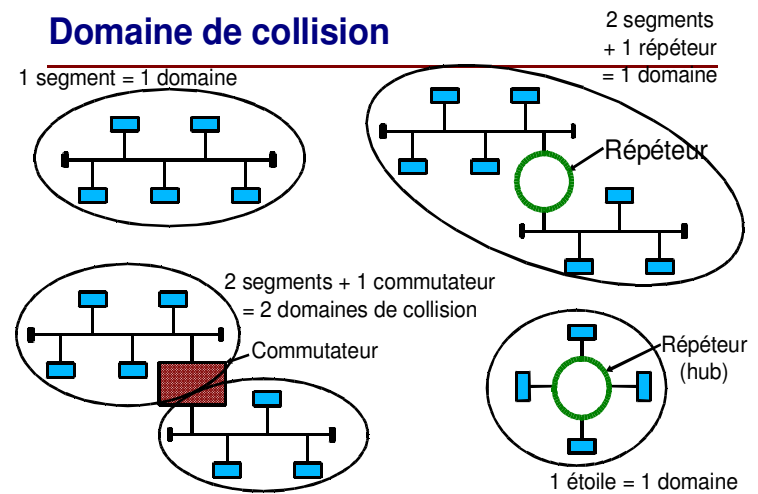 Domaine de collision
2 segments
+ 1 répéteur
= 1 domaine
1 segment = 1 domaine
Répéteur
2 segments + 1 commutateur
= 2 domaines de collision
Commutateur
Répéteur
(hub)
1 étoile = 1 domaine